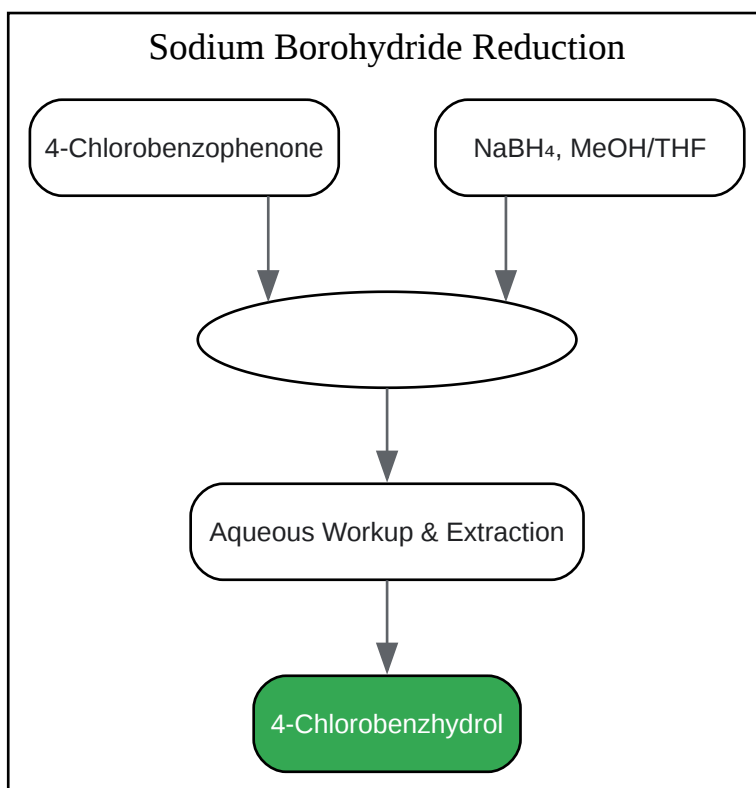 Sodium Borohydride Reduction
4-Chlorobenzophenone
NaBH₄, MeOH/THF
Aqueous Workup & Extraction
4-Chlorobenzhydrol